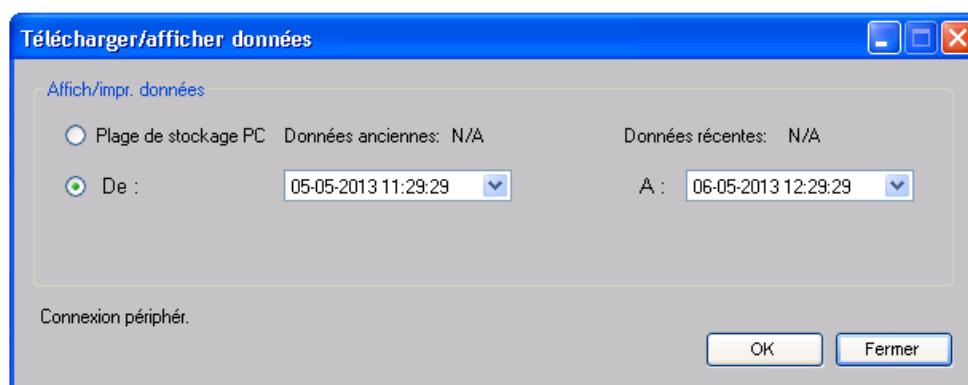 Télécharger/afficher données
Affich/impr. données
Plage de stockage PC Données anciennes: N/A Données récentes: N/A
De : 05-05-2013 11:29:29 A : 06-05-2013 12:29:29
Connexion périphér.
OK Fermer